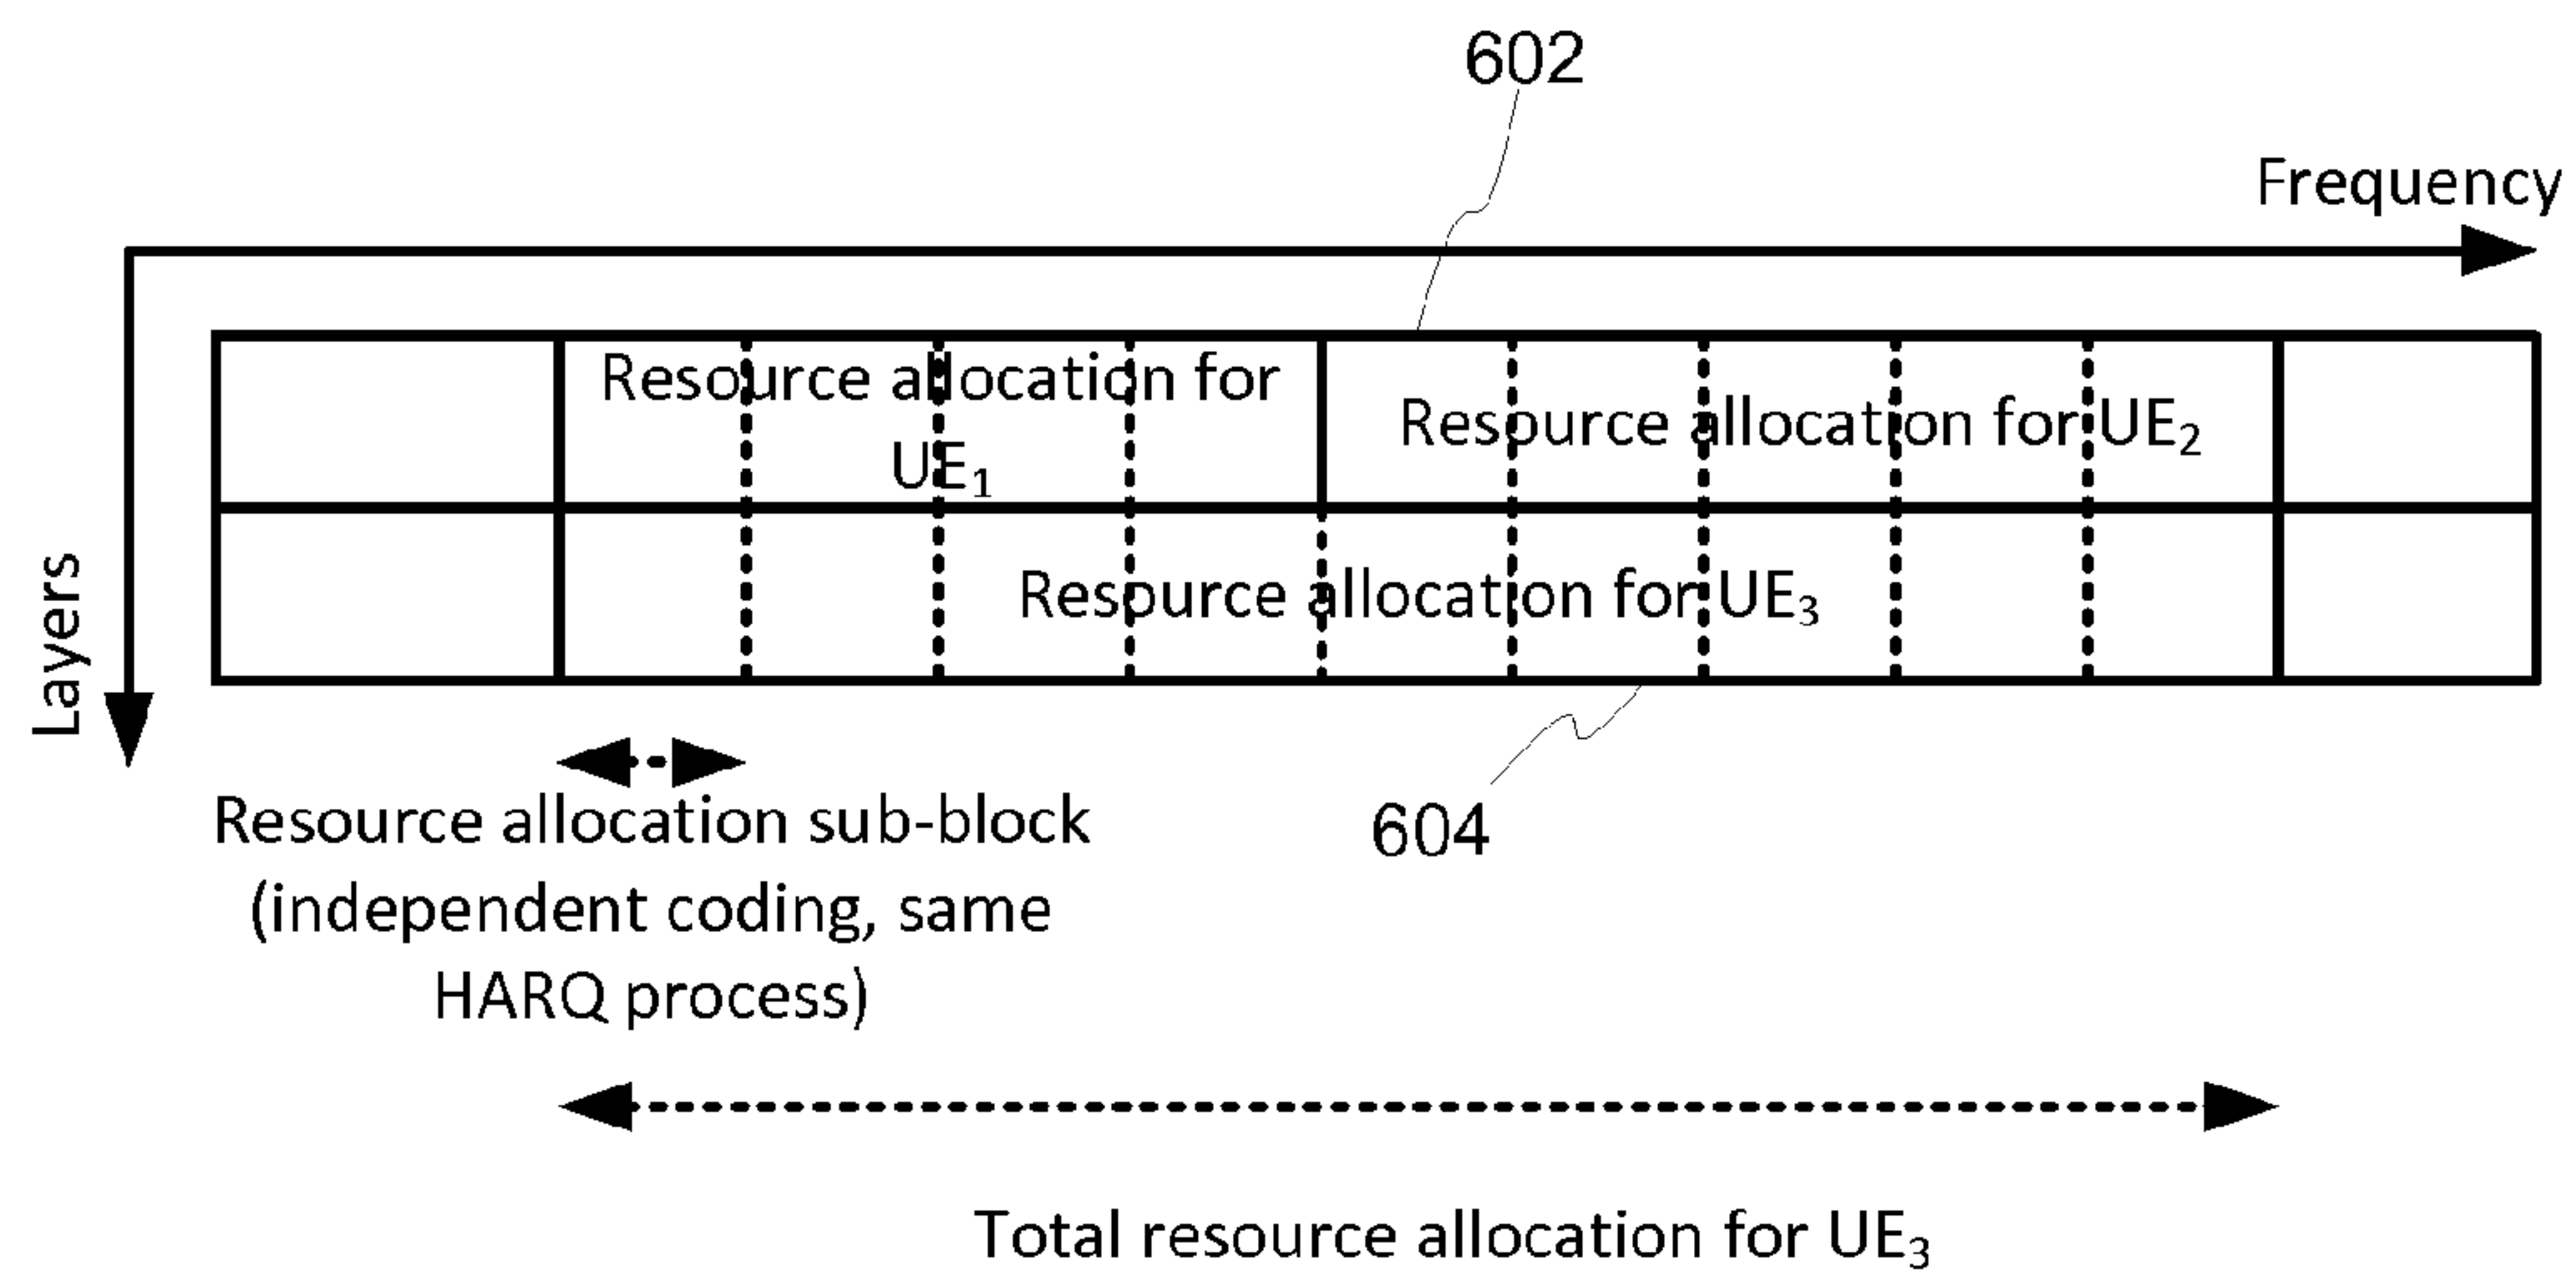 602
Frequency
Resource allocation for
UE₁
Resource allocation for UE₂
Resource allocation for UE₃
Layers
604
Resource allocation sub-block
(independent coding, same
HARQ process)
Total resource allocation for UE₃